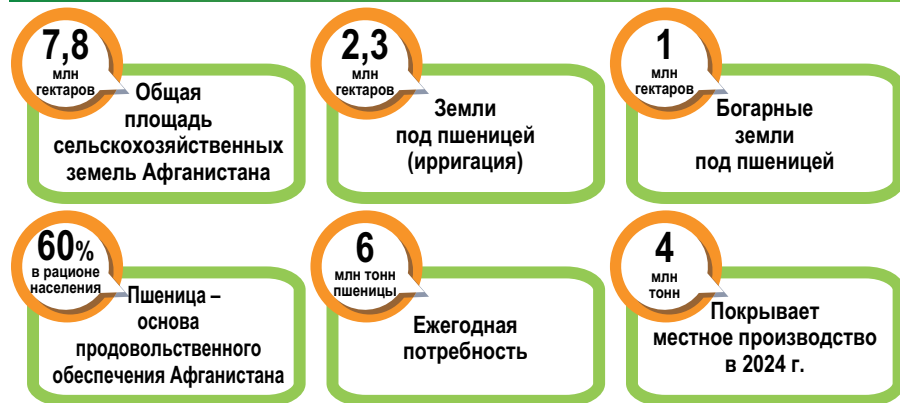 7,8
млн
гектаров
Общая
площадь
сельскохозяйственных
земель Афганистана
2,3
млн
гектаров
Земли
под пшеницей
(ирригация)
1
млн
гектаров
Богарные
земли
под пшеницей
60%
в рационе
населения
Пшеница –
основа
продовольственного
обеспечения Афганистана
6
млн тонн
пшеницы
Ежегодная
потребность
4
млн
тонн
Покрывает
местное производство
в 2024 г.